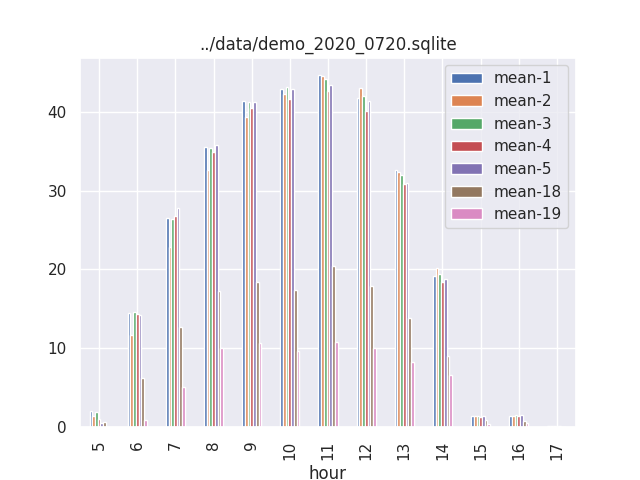 ../data/demo_2020_0720.sqlite
40
30
20
10
0
mean-1
mean-2
mean-3
mean-4
mean-5
mean-18
mean-19
5 6 7 8 9 10 11 12 13 14 15 16 17
hour